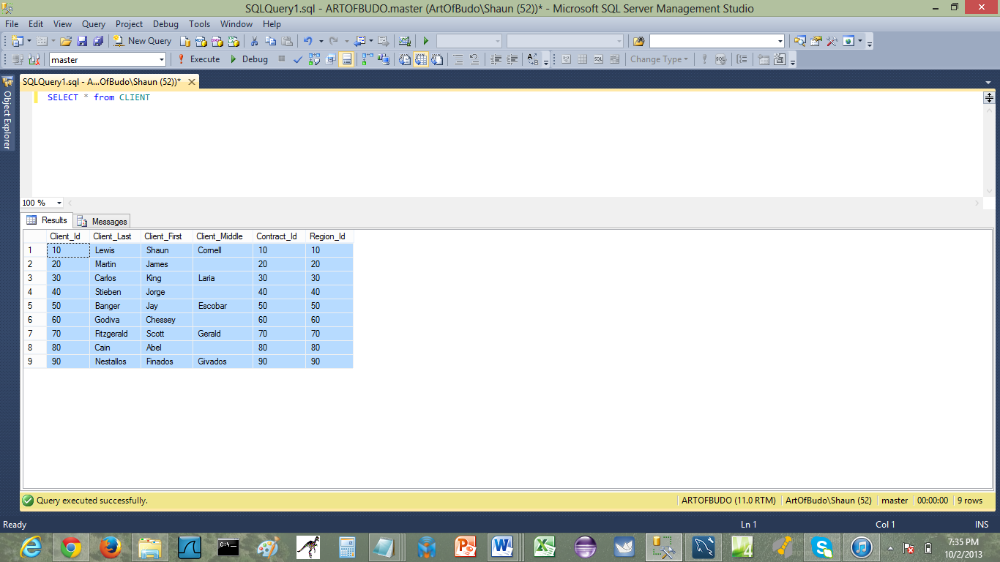 SQLQuery1.sql - ARTOFBUDO.master (ArtOfBudo\Shaun (52))* - Microsoft SQL Server Management Studio
File Edit View Query Project Debug Tools Window Help
New Query
master Execute Debug Change Type
SQLQuery1.sql - A...OfBudo\Shaun (52))*
Object Explorer
SELECT * from CLIENT
100 %
Results Messages
Client_Id Client_Last Client_First Client_Middle Contract_Id Region_Id
1 10 Lewis Shaun Cornell 10 10
2 20 Martin James 20 20
3 30 Carlos King Laria 30 30
4 40 Stieben Jorge 40 40
5 50 Banger Jay Escobar 50 50
6 60 Godiva Chessey 60 60
7 70 Fitzgerald Scott Gerald 70 70
8 80 Cain Abel 80 80
9 90 Nestallos Finados Givados 90 90
Query executed successfully. ARTOFBUDO (11.0 RTM) ArtOfBudo\Shaun (52) master 00:00:00 9 rows
Ready Ln 1 Col 1 INS
7:35 PM
10/2/2013